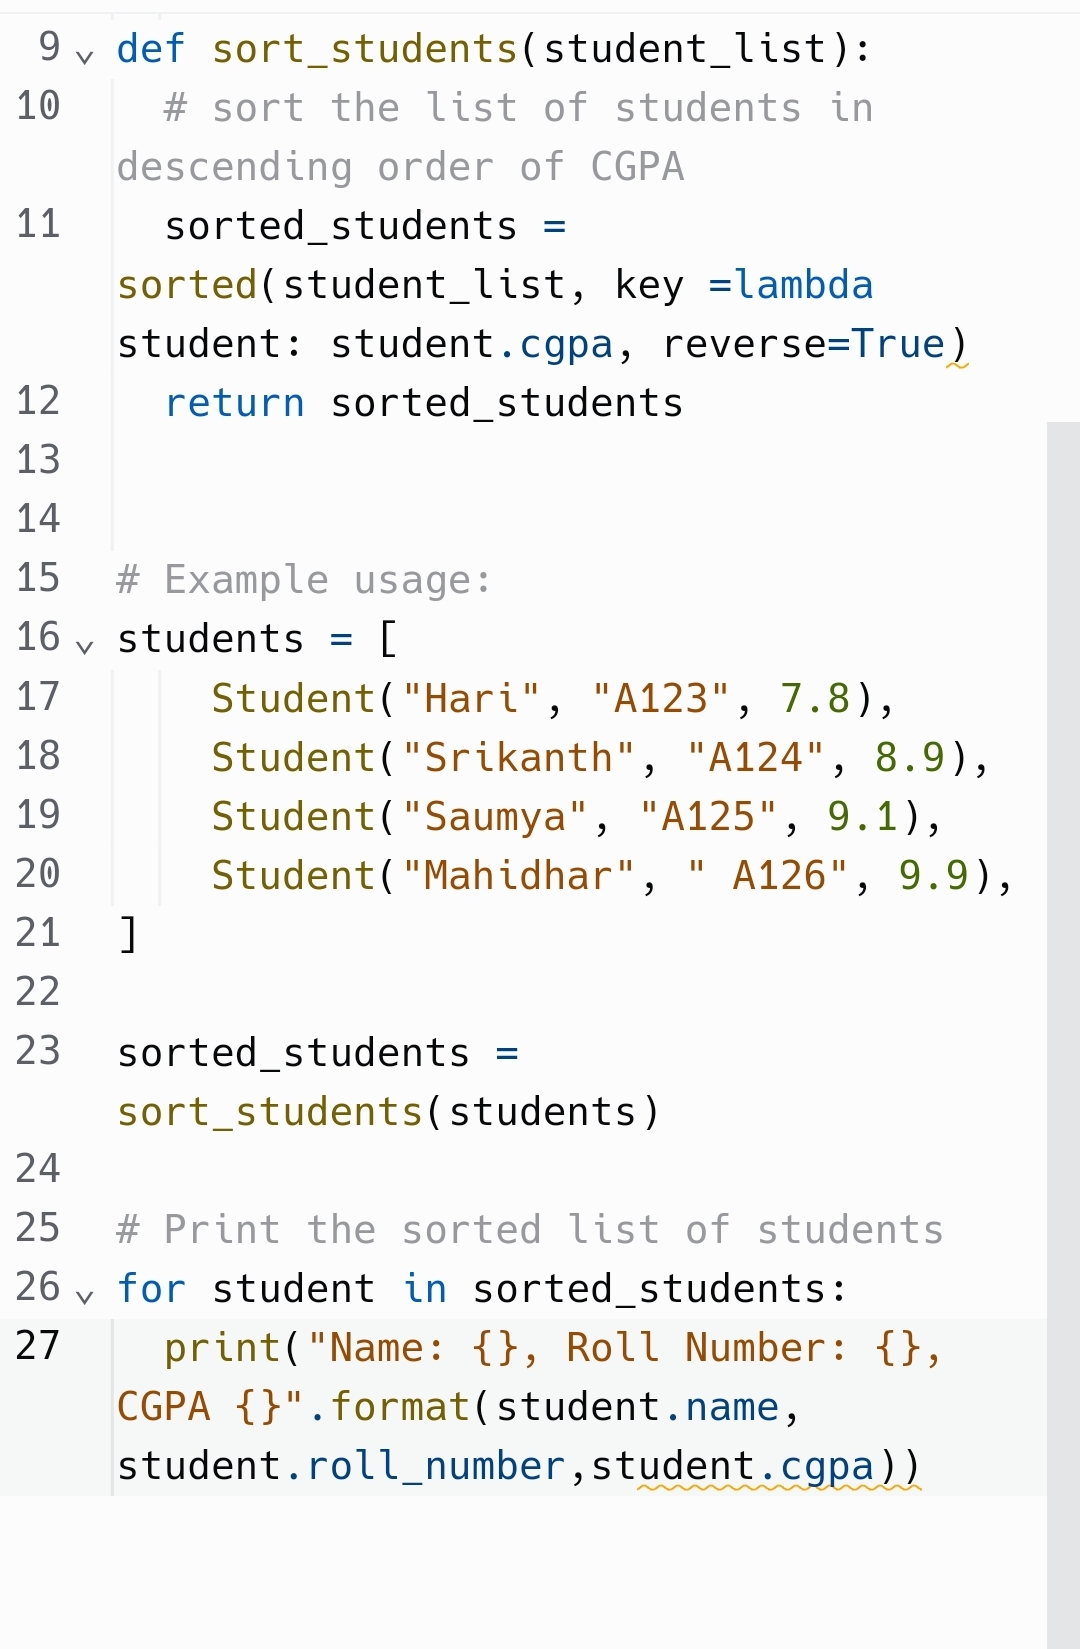 9 def sort_students(student_list):
10 # sort the list of students in
descending order of CGPA
11 sorted_students =
sorted(student_list, key =lambda
student: student.cgpa, reverse=True)
12 return sorted_students
13
14
15 # Example usage:
16 students = [
17 Student("Hari", "A123", 7.8),
18 Student("Srikanth", "A124", 8.9),
19 Student("Saumya", "A125", 9.1),
20 Student("Mahidhar", " A126", 9.9),
21 ]
22
23 sorted_students =
sort_students(students)
24
25 # Print the sorted list of students
26 for student in sorted_students:
27 print("Name: {}, Roll Number: {},
CGPA {}".format(student.name,
student.roll_number,student.cgpa))